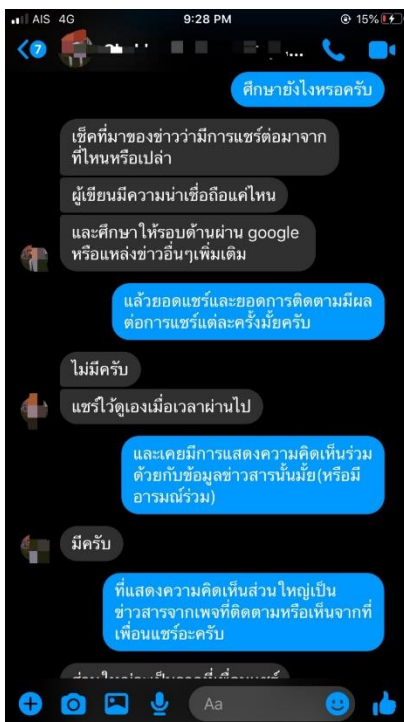 AIS 4G 9:28 PM 15%
7
ศึกษายังไงหรอครับ
เช็คที่มาของข่าวว่ามีการแชร์ต่อมาจาก
ที่ไหนหรือเปล่า
ผู้เขียนมีความน่าเชื่อถือแค่ไหน
และศึกษาให้รอบด้านผ่าน google
หรือแหล่งข่าวอื่นๆเพิ่มเติม
แล้วยอดแชร์และยอดการติดตามมีผล
ต่อการแชร์แต่ละครั้งมั้ยครับ
ไม่มีครับ
แชร์ไว้ดูเองเมื่อเวลาผ่านไป
และเคยมีการแสดงความคิดเห็นร่วม
ด้วยกับข้อมูลข่าวสารนั้นมั้ย(หรือมี
อารมณ์ร่วม)
มีครับ
ที่แสดงความคิดเห็นส่วนใหญ่เป็น
ข่าวสารจากเพจที่ติดตามหรือเห็นจากที่
เพื่อนแชร์อะครับ
Aa